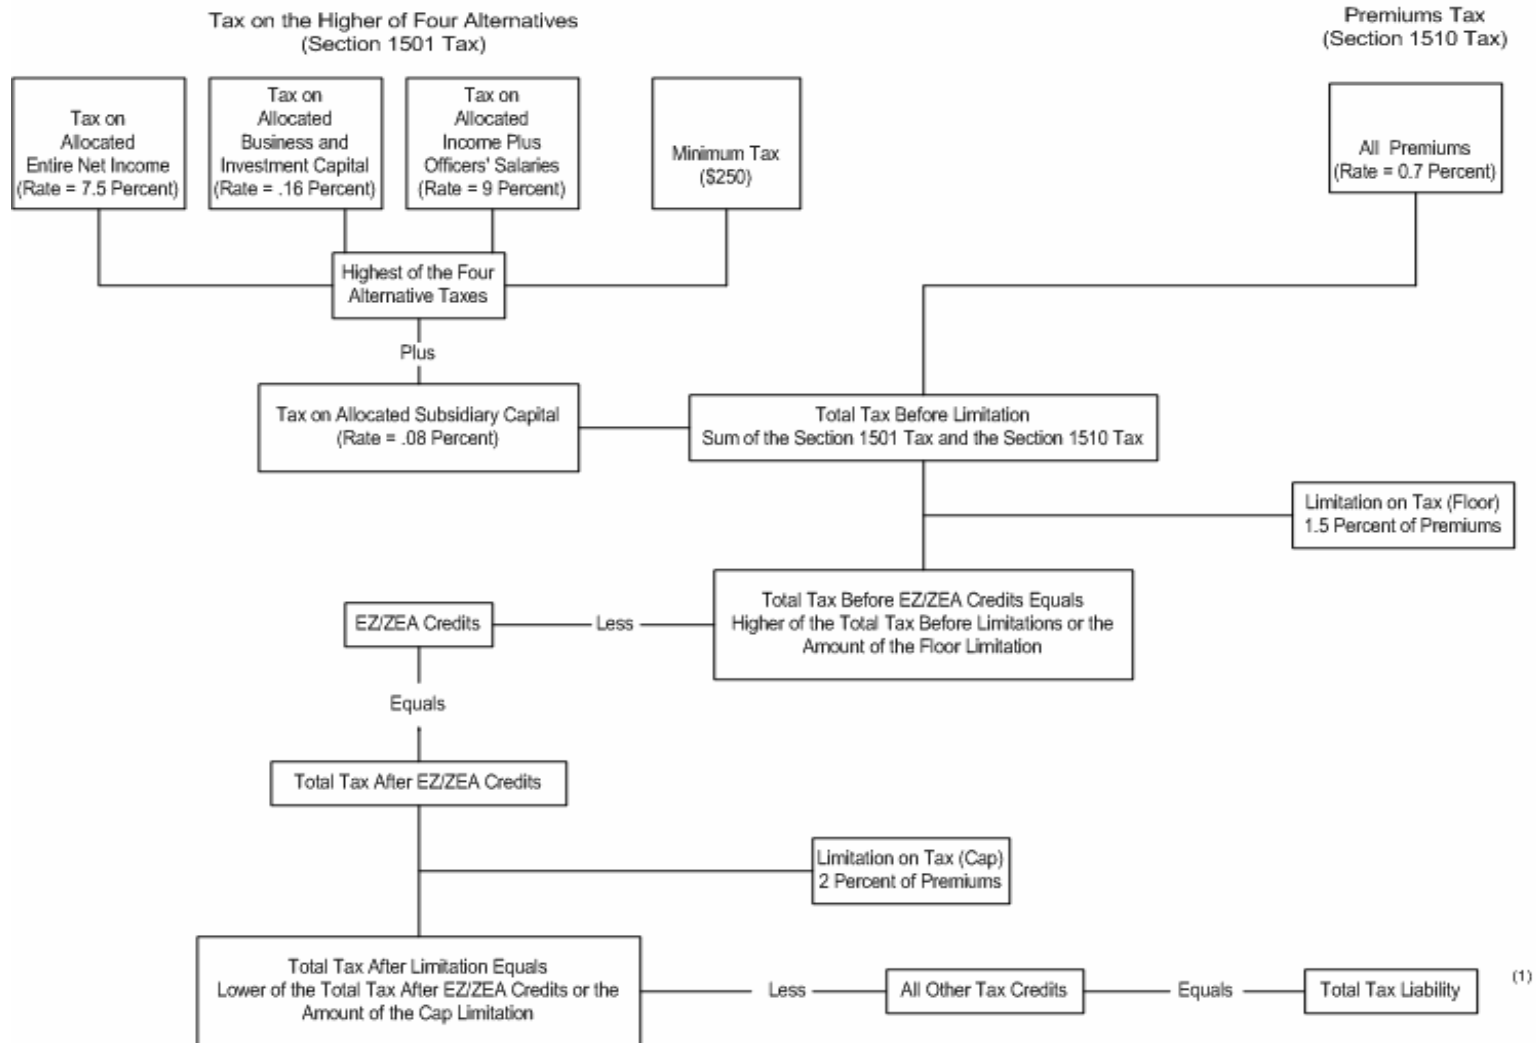 Tax on the Higher of Four Alternatives
(Section 1501 Tax)
Premiums Tax
(Section 1510 Tax)
Tax on
Allocated
Entire Net Income
(Rate = 7.5 Percent)
Tax on
Allocated
Business and
Investment Capital
(Rate = .16 Percent)
Tax on
Allocated
Income Plus
Officers' Salaries
(Rate = 9 Percent)
Minimum Tax
($250)
All Premiums
(Rate = 0.7 Percent)
Highest of the Four
Alternative Taxes
Plus
Tax on Allocated Subsidiary Capital
(Rate = .08 Percent)
Total Tax Before Limitation
Sum of the Section 1501 Tax and the Section 1510 Tax
Limitation on Tax (Floor)
1.5 Percent of Premiums
Total Tax Before EZ/ZEA Credits Equals
Higher of the Total Tax Before Limitations or the
Amount of the Floor Limitation
Less
EZ/ZEA Credits
Equals
Total Tax After EZ/ZEA Credits
Limitation on Tax (Cap)
2 Percent of Premiums
Total Tax After Limitation Equals
Lower of the Total Tax After EZ/ZEA Credits or the
Amount of the Cap Limitation
Less
All Other Tax Credits
Equals
Total Tax Liability
(1)